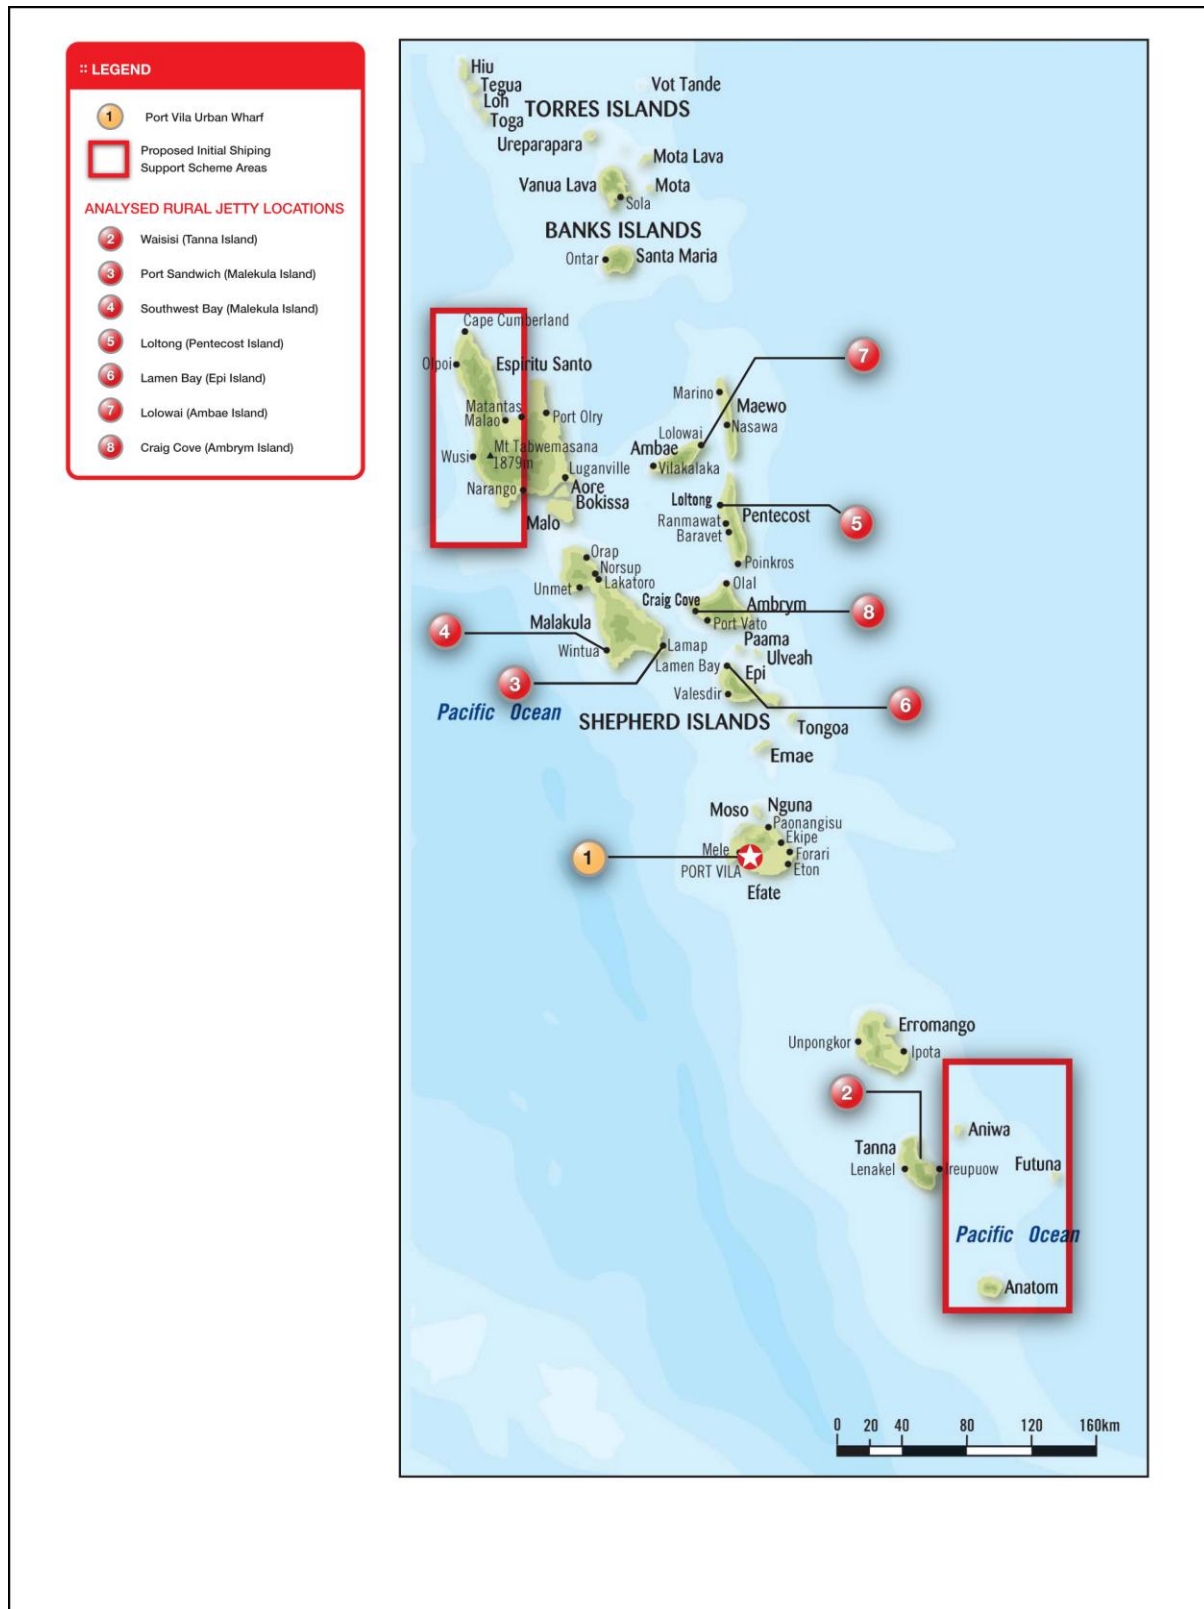 :: LEGEND
1 Port Vila Urban Wharf
Proposed Initial Shiping
Support Scheme Areas
ANALYSED RURAL JETTY LOCATIONS
2 Waisisi (Tanna Island)
3 Port Sandwich (Malekula Island)
4 Southwest Bay (Malekula Island)
5 Loltong (Pentecost Island)
6 Lamen Bay (Epi Island)
7 Lolowai (Ambae Island)
8 Craig Cove (Ambrym Island)
Hiu
Tegua
Vot Tande
Loh
TORRES ISLANDS
Toga
Ureparapara
Mota Lava
Vanua Lava
Mota
Sola
BANKS ISLANDS
Ontar
Santa Maria
Cape Cumberland
Olpoi
Espiritu Santo
7
Marino
Maewo
Matantas
Malao
Port Olry
Nasawa
Lolowai
Mt Tabwemasana
1879m
Wusi
Ambae
Vilakalaka
Luganville
Narango
Aore
Bokissa
Malo
Loltong
Pentecost
5
Ranmawat
Baravet
Orap
Norsup
Lakatoro
Unmet
Poinkros
Olal
Craig Cove
Ambrym
8
Port Vato
Malakula
4
Wintua
Lamap
Paama
Ulveah
Lamen Bay
Epi
3
Valesdir
6
Pacific Ocean
SHEPHERD ISLANDS
Tongoa
Emae
Moso
Nguna
Paonangisu
Ekipe
Mele
Forari
1
PORT VILA
Eton
Efate
Erromango
Unpongkor
Ipota
2
Aniwa
Tanna
Lenakel
Ireupuow
Futuna
Pacific Ocean
Anatom
0 20 40 80 120 160km